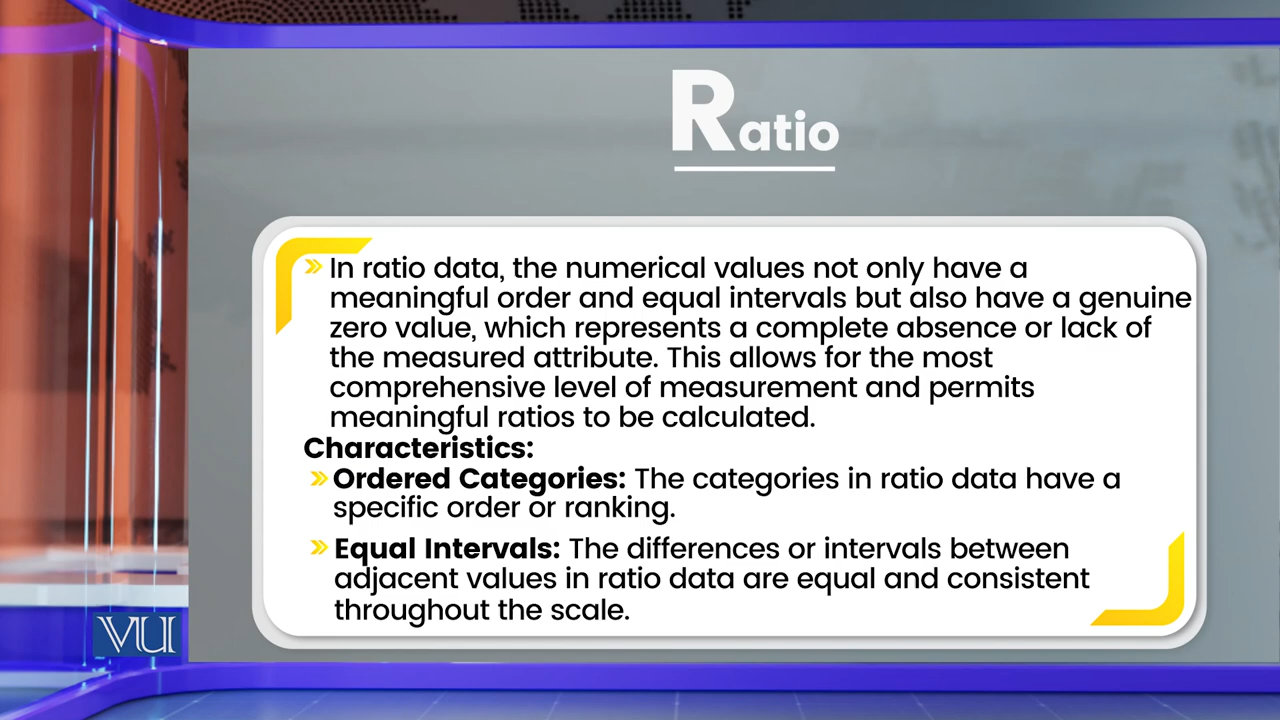 Ratio
In ratio data, the numerical values not only have a
meaningful order and equal intervals but also have a genuine
zero value, which represents a complete absence or lack of
the measured attribute. This allows for the most
comprehensive level of measurement and permits
meaningful ratios to be calculated.
Characteristics:
Ordered Categories: The categories in ratio data have a
specific order or ranking.
Equal Intervals: The differences or intervals between
adjacent values in ratio data are equal and consistent
throughout the scale.
VU